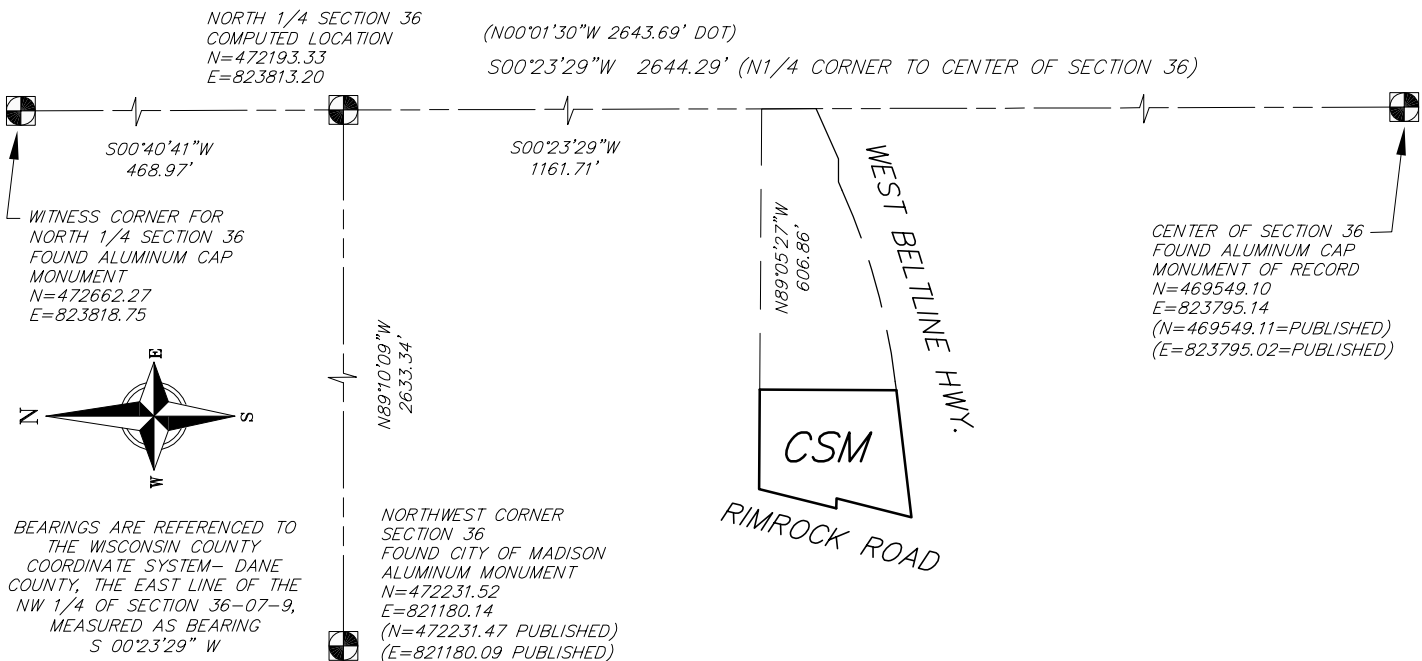 NORTH 1/4 SECTION 36
COMPUTED LOCATION
N=472193.33
E=823813.20
(N00°01'30"W 2643.69' DOT)
S00°23'29"W 2644.29' (N1/4 CORNER TO CENTER OF SECTION 36)
S00°40'41"W
468.97'
S00°23'29"W
1161.71'
WITNESS CORNER FOR
NORTH 1/4 SECTION 36
FOUND ALUMINUM CAP
MONUMENT
N=472662.27
E=823818.75
N89°05'27"W
606.86'
WEST BELTLINE HWY.
CENTER OF SECTION 36
FOUND ALUMINUM CAP
MONUMENT OF RECORD
N=469549.10
E=823795.14
(N=469549.11=PUBLISHED)
(E=823795.02=PUBLISHED)
N89°10'09"W
2633.34'
E
N
S
W
CSM
RIMROCK ROAD
BEARINGS ARE REFERENCED TO
THE WISCONSIN COUNTY
COORDINATE SYSTEM- DANE
COUNTY, THE EAST LINE OF THE
NW 1/4 OF SECTION 36-07-9,
MEASURED AS BEARING
S 00°23'29" W
NORTHWEST CORNER
SECTION 36
FOUND CITY OF MADISON
ALUMINUM MONUMENT
N=472231.52
E=821180.14
(N=472231.47 PUBLISHED)
(E=821180.09 PUBLISHED)